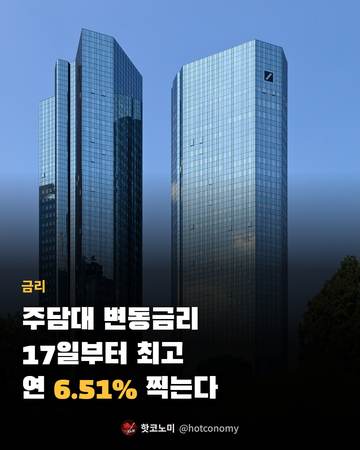 금리
주담대 변동금리
17일부터 최고
연 6.51% 찍는다
핫코노미 @hotconomy